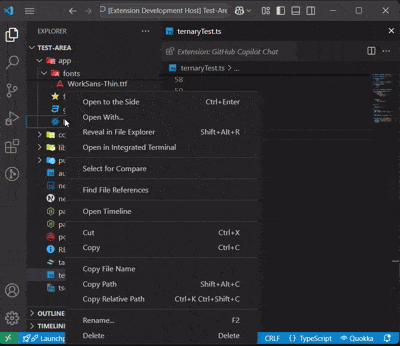 [Extension Development Host] Test-Area
EXPLORER
ternaryTest.ts
TEST-AREA
Extension: GitHub Copilot Chat
app
ternaryTest.ts > ...
fonts
WorkSans-Thin.ttf
58
59
Open to the Side Ctrl+Enter
Open With...
Reveal in File Explorer Shift+Alt+R
Open in Integrated Terminal
Select for Compare
Find File References
Open Timeline
Cut Ctrl+X
Copy Ctrl+C
Copy File Name
Copy Path Shift+Alt+C
Copy Relative Path Ctrl+K Ctrl+Shift+C
Rename... F2
Delete Delete
OUTLINE
TIMELINE
Launchp
CRLF {} TypeScript Quokka